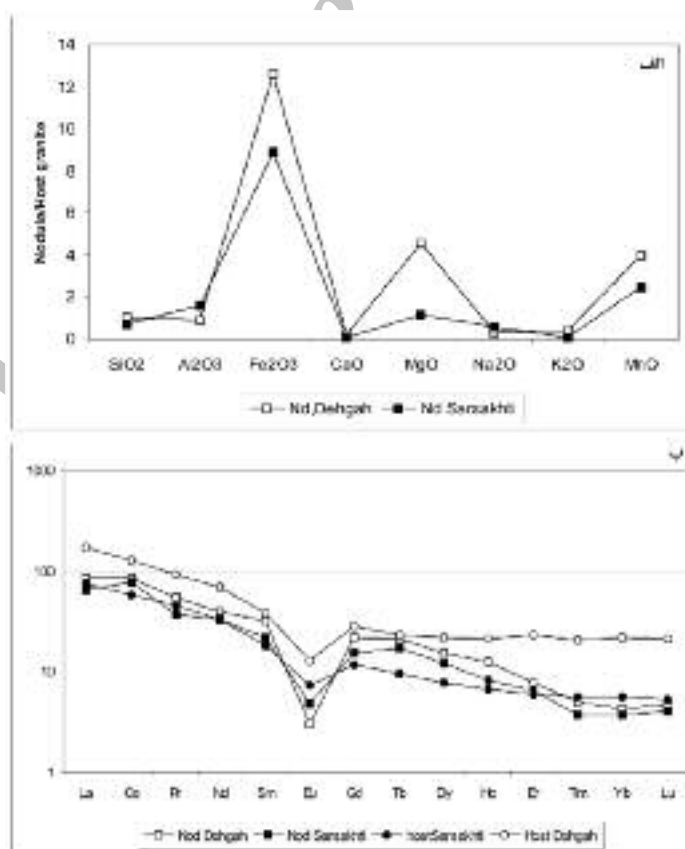 14
12
10
8
6
4
2
0
Nodule/Host granite
الف
SiO2 Al2O3 Fe2O3 CaO MgO Na2O K2O MnO
Nd,Dehgah Nd Sarsakhti
ب
1000
100
10
1
La Ce Pr Nd Sm Eu Gd Tb Dy Ho Er Tm Yb Lu
Nod Dehgah Nod Sarsakhti hostSarsakhti Host Dehgah